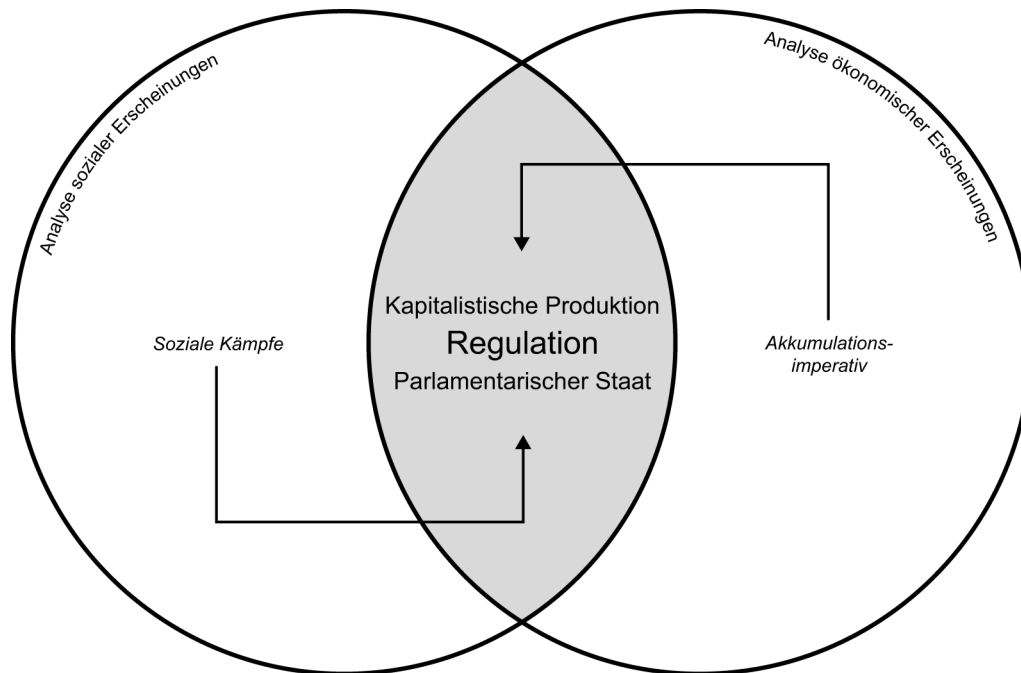 Analyse sozialer Erscheinungen
Analyse ökonomischer Erscheinungen
Kapitalistische Produktion
Regulation
Parlamentarischer Staat
Soziale Kämpfe
Akkumulations-
imperativ